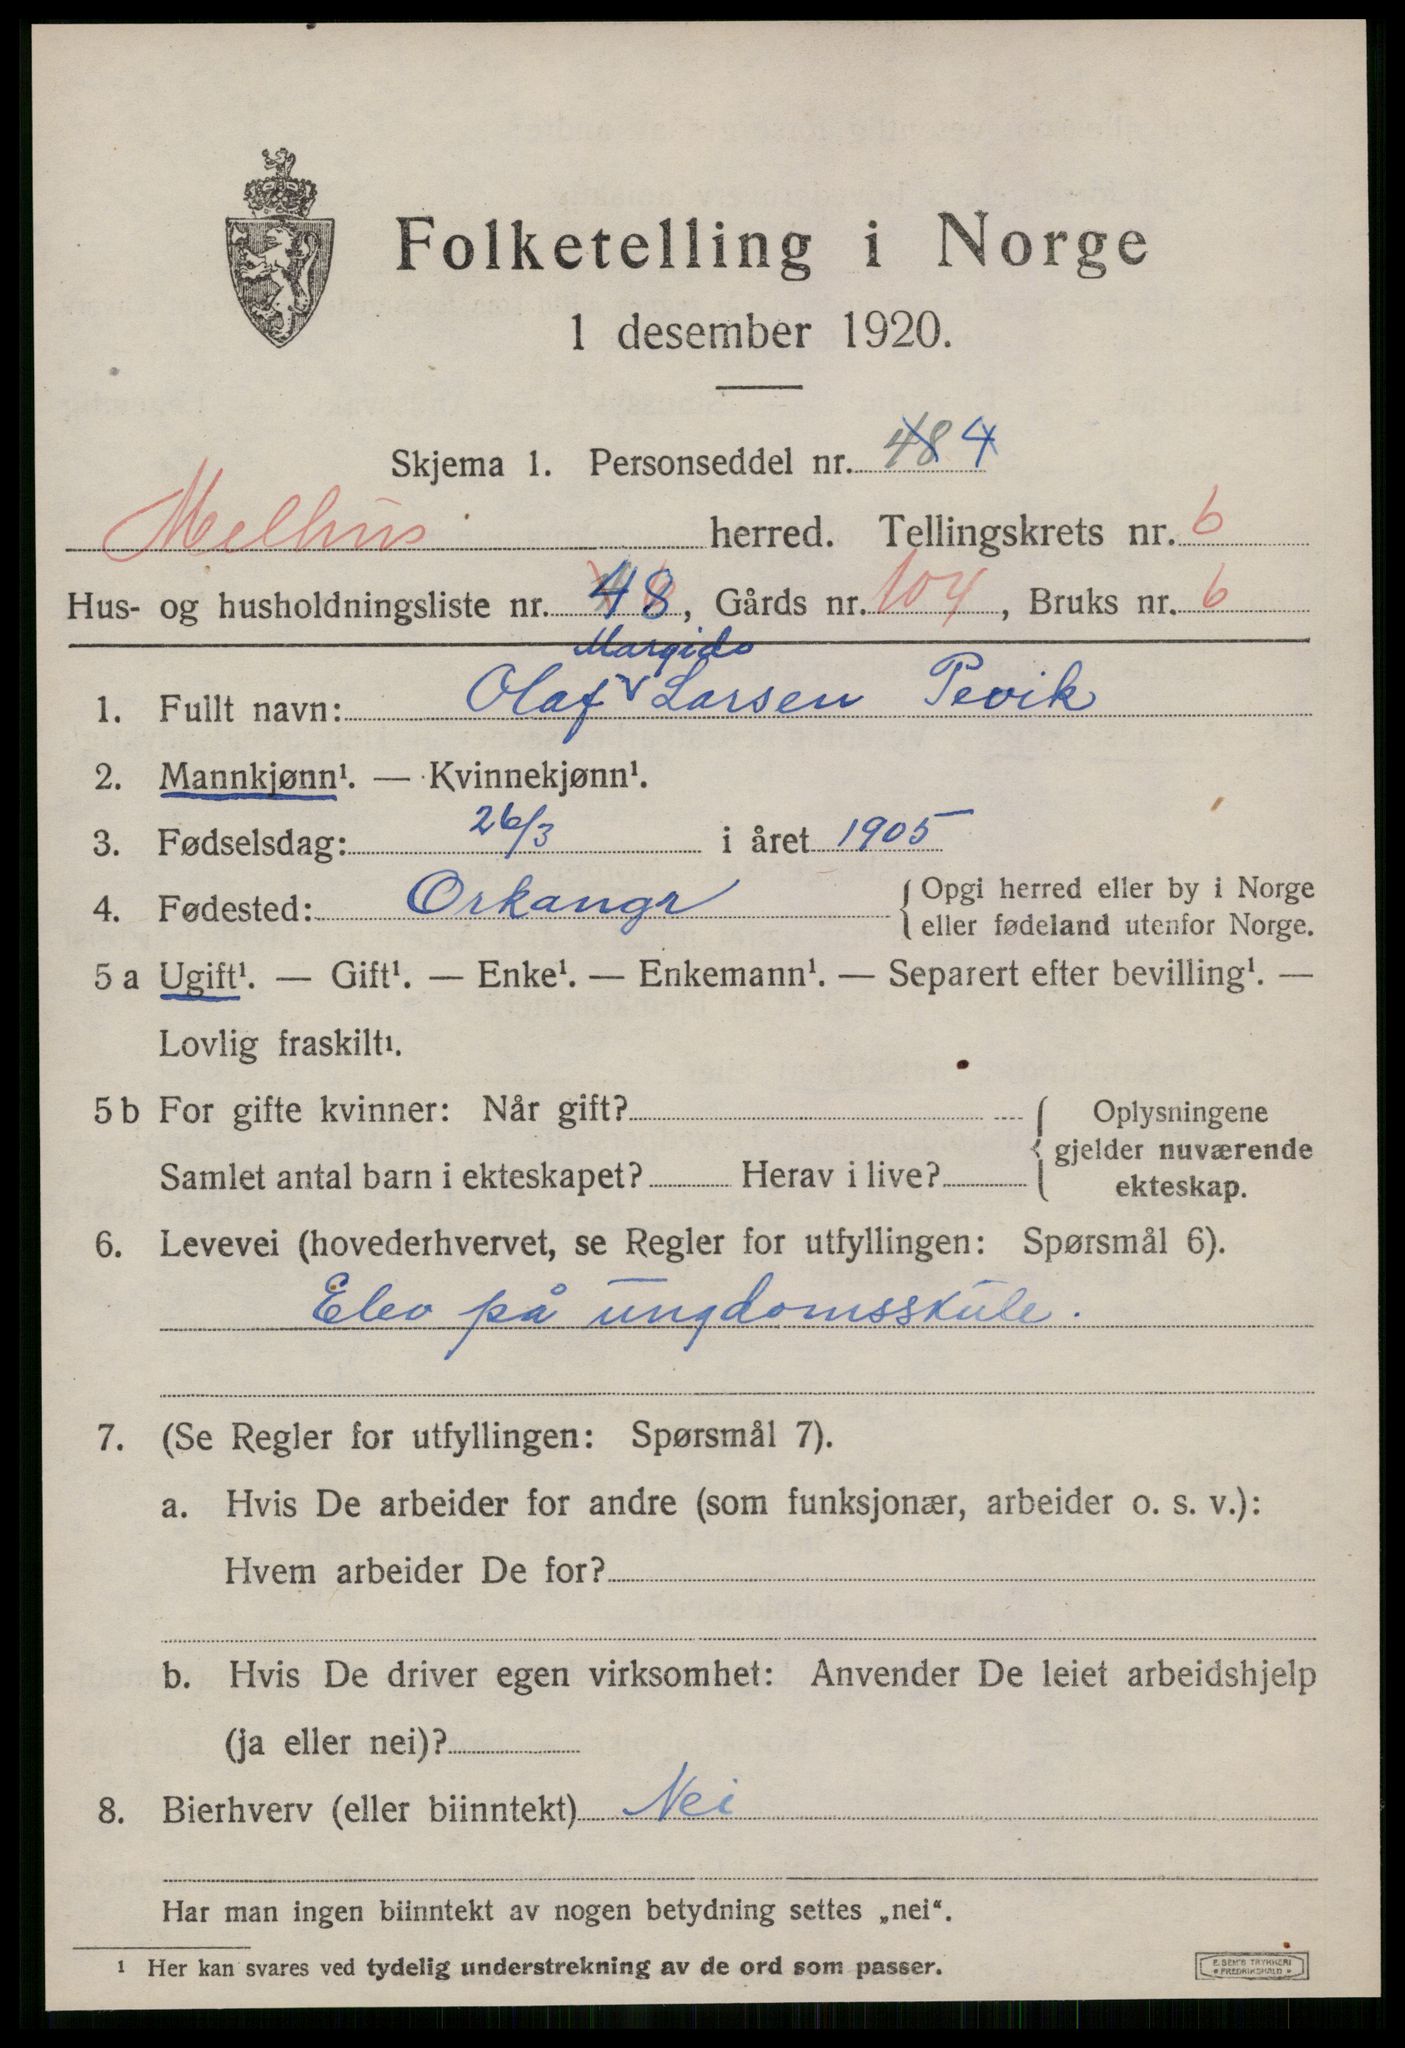 Folketelling i Norge
1 desember 1920.
Skjema 1. Personseddel nr. 48 4
Melhus herred. Tellingskrets nr. 6
Hus- og husholdningsliste nr. 48, Gårds nr. 104, Bruks nr. 6
Margido
1. Fullt navn: Olaf v Larsen Pevik
2. Mannkjønn¹. — Kvinnekjønn¹.
3. Fødselsdag: 26/3 i året 1905
4. Fødested: Orkangr { Opgi herred eller by i Norge
eller fødeland utenfor Norge.
5 a Ugift¹. — Gift¹. — Enke¹. — Enkemann¹. — Separert efter bevilling¹. —
Lovlig fraskilt¹.
5 b For gifte kvinner: Når gift? { Oplysningene
gjelder nuværende
Samlet antal barn i ekteskapet? Herav i live? ekteskap.
6. Levevei (hovederhvervet, se Regler for utfyllingen: Spørsmål 6).
Elev på ungdomsskule.
7. (Se Regler for utfyllingen: Spørsmål 7).
a. Hvis De arbeider for andre (som funksjonær, arbeider o. s. v.):
Hvem arbeider De for?
b. Hvis De driver egen virksomhet: Anvender De leiet arbeidshjelp
(ja eller nei)?
8. Bierhverv (eller biinntekt) Nei
Har man ingen biinntekt av nogen betydning settes „nei“.
¹ Her kan svares ved tydelig understrekning av de ord som passer.
E. SEM'S TRYKKERI
• FREDRIKSHALD •